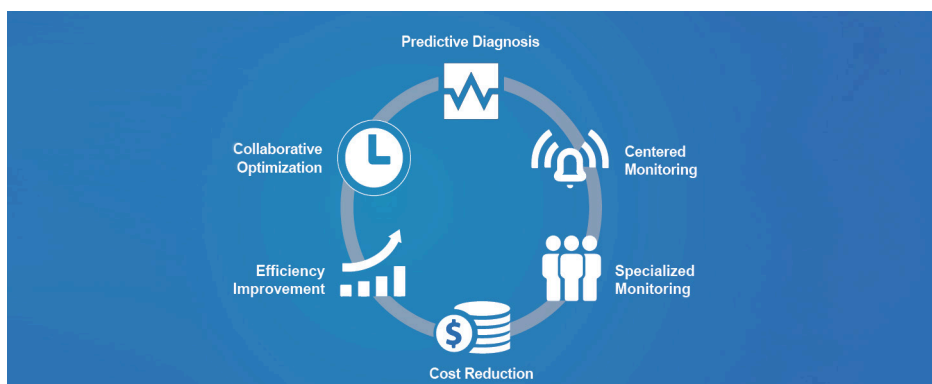 Predictive Diagnosis
Collaborative
Optimization
Centered
Monitoring
Efficiency
Improvement
Specialized
Monitoring
$
Cost Reduction